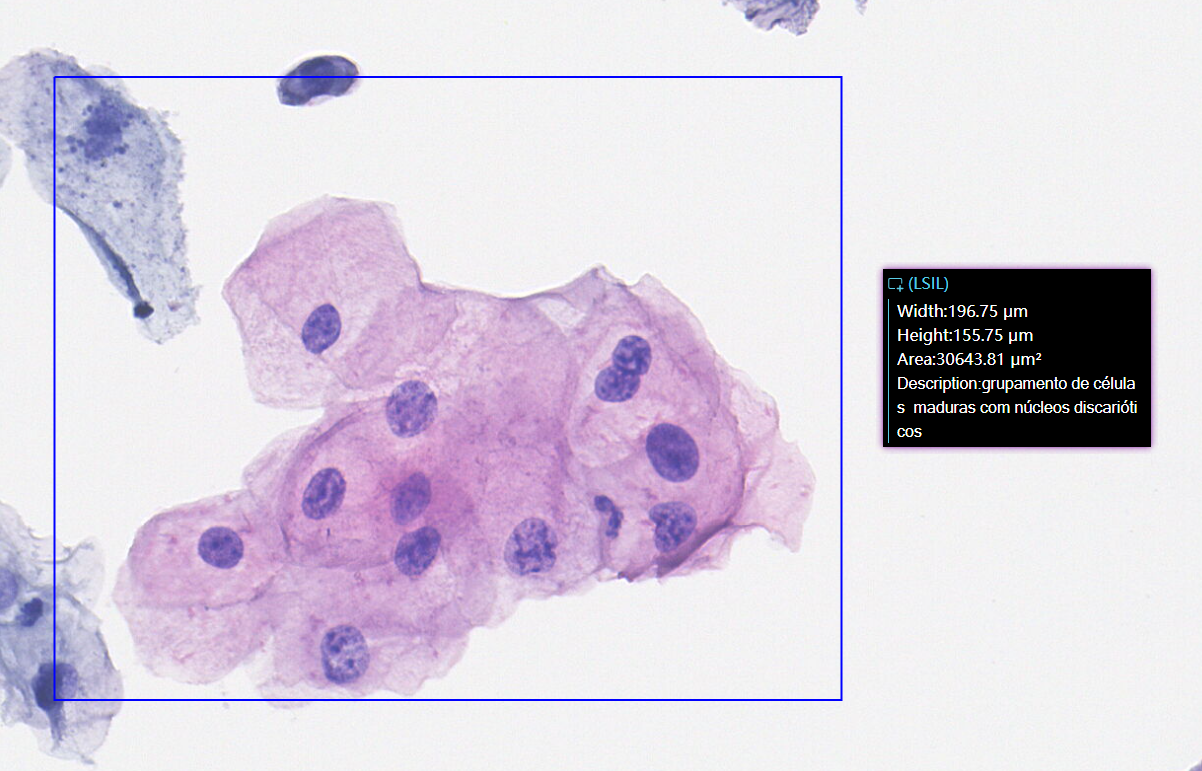 (LSIL)
Width:196.75 μm
Height:155.75 μm
Area:30643.81 μm²
Description:grupamento de célula
s  maduras com núcleos discarióti
cos